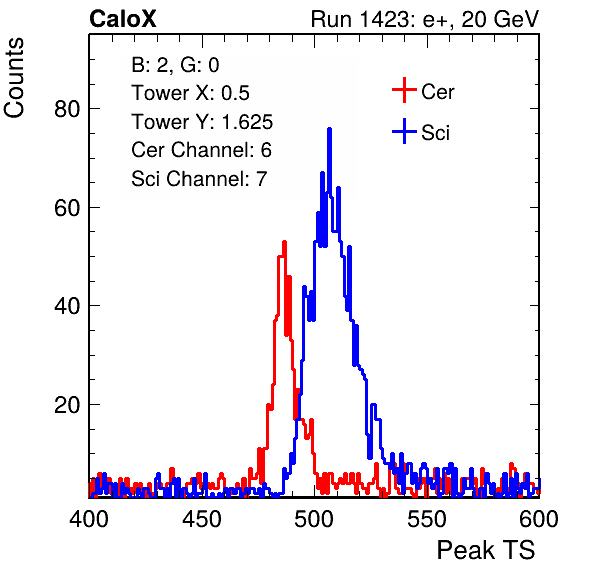 CaloX Run 1423: e+, 20 GeV
Counts
B: 2, G: 0
Tower X: 0.5
Tower Y: 1.625
Cer Channel: 6
Sci Channel: 7
Cer
Sci
80
60
40
20
400 450 500 550 600
Peak TS